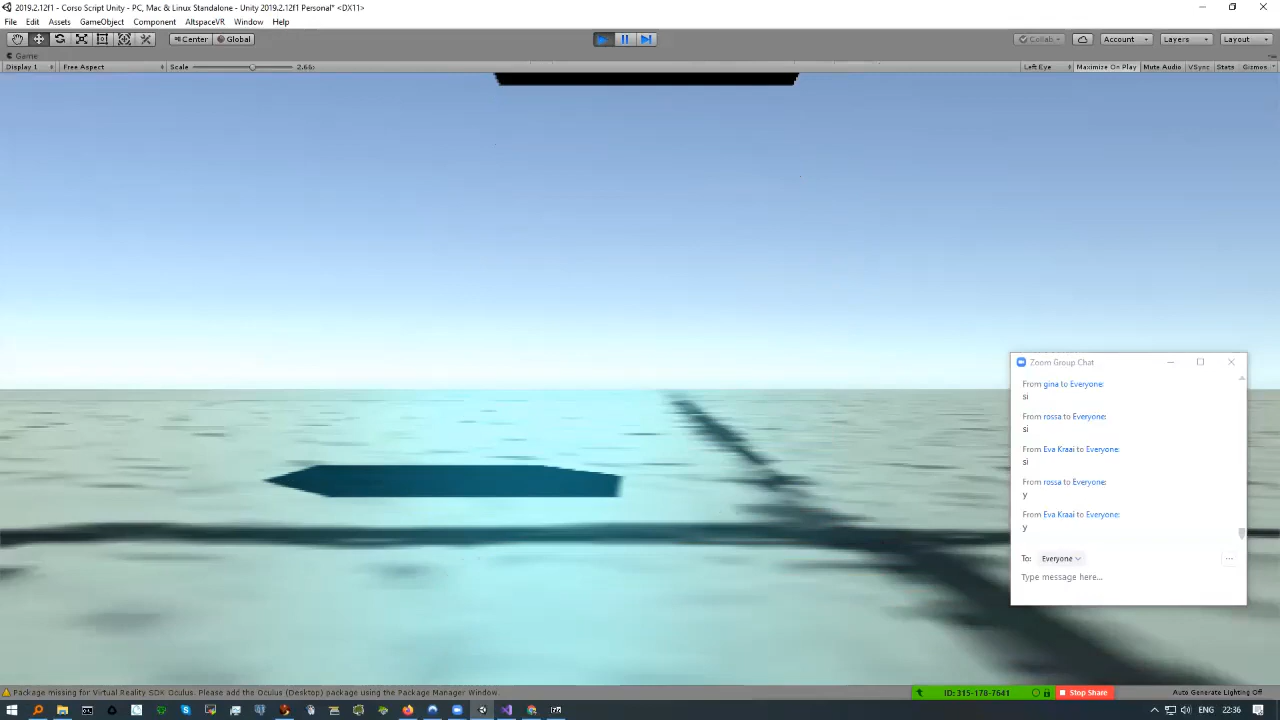 2019.2.12f1 - Corso Script Unity - PC, Mac & Linux Standalone - Unity 2019.2.12f1 Personal* <DX11>
File Edit Assets GameObject Component AltspaceVR Window Help
Center Global Collab Account Layers Layout
Game
Display 1 Free Aspect Scale 2.66x Left Eye Maximize On Play Mute Audio VSync Stats Gizmos
Zoom Group Chat
From gina to Everyone:
si
From rossa to Everyone:
si
From Eva Kraai to Everyone:
si
From rossa to Everyone:
y
From Eva Kraai to Everyone:
y
To: Everyone
Type message here...
Package missing for Virtual Reality SDK Oculus. Please add the Oculus (Desktop) package using the Package Manager Window.
ID: 315-178-7641 Stop Share Auto Generate Lighting Off
ENG 22:36